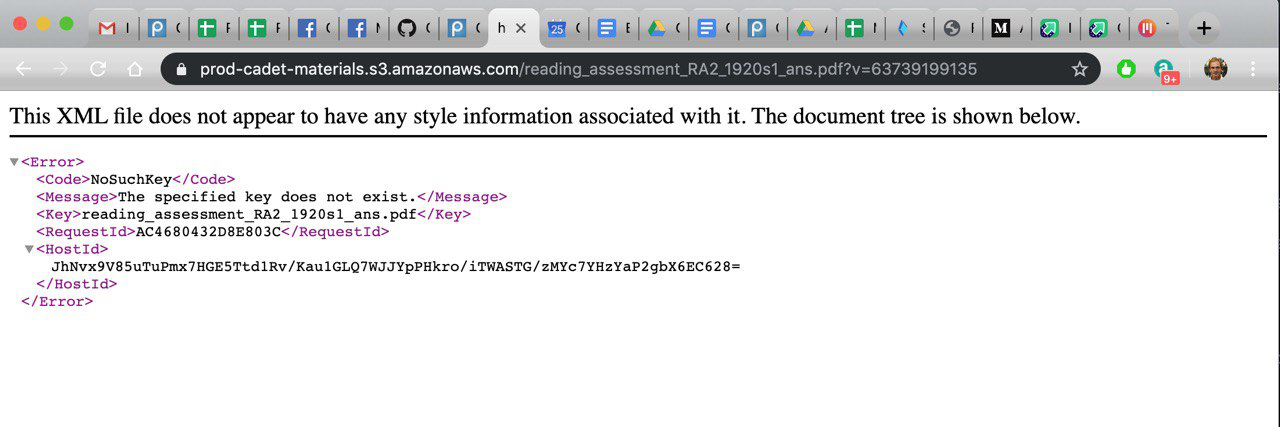 h
25
prod-cadet-materials.s3.amazonaws.com/reading_assessment_RA2_1920s1_ans.pdf?v=63739199135
9+
This XML file does not appear to have any style information associated with it. The document tree is shown below.
<Error>
<Code>NoSuchKey</Code>
<Message>The specified key does not exist.</Message>
<Key>reading_assessment_RA2_1920s1_ans.pdf</Key>
<RequestId>AC4680432D8E803C</RequestId>
<HostId>
JhNvx9V85uTuPmx7HGE5Ttd1Rv/Kau1GLQ7WJJYpPHkro/iTWASTG/zMYc7YHzYaP2gbX6EC628=
</HostId>
</Error>